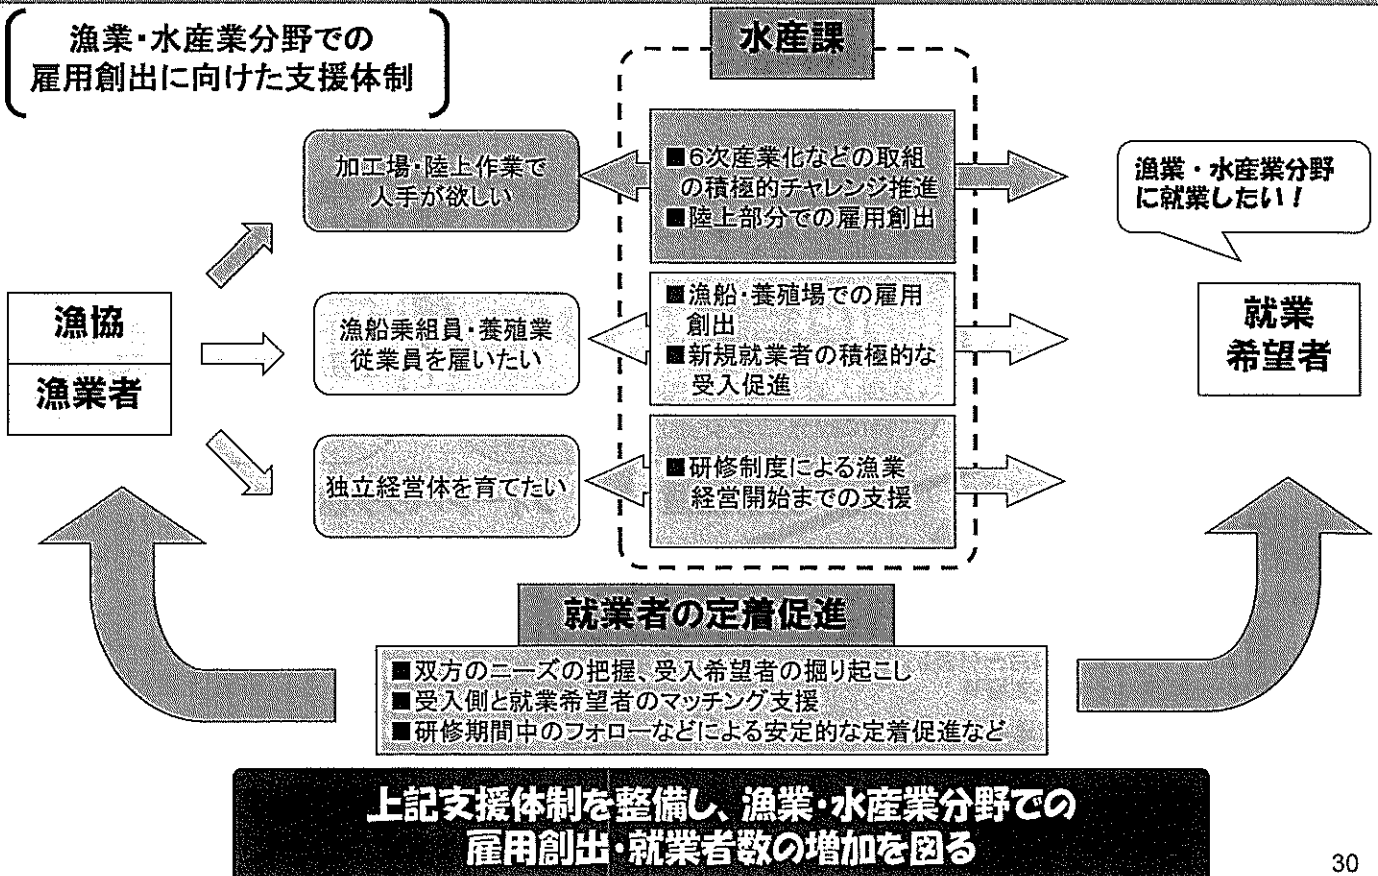 漁業・水産業分野での
雇用創出に向けた支援体制
水産課
加工場・陸上作業で
人手が欲しい
■6次産業化などの取組
の積極的チャレンジ推進
■陸上部分での雇用創出
漁業・水産業分野
に就業したい!
漁協
漁業者
漁船乗組員・養殖業
従業員を雇いたい
■漁船・養殖場での雇用
創出
■新規就業者の積極的な
受入促進
就業
希望者
独立経営体を育てたい
■研修制度による漁業
経営開始までの支援
就業者の定着促進
■双方のニーズの把握、受入希望者の掘り起こし
■受入側と就業希望者のマッチング支援
■研修期間中のフォローなどによる安定的な定着促進など
上記支援体制を整備し、漁業・水産業分野での
雇用創出・就業者数の増加を図る
30